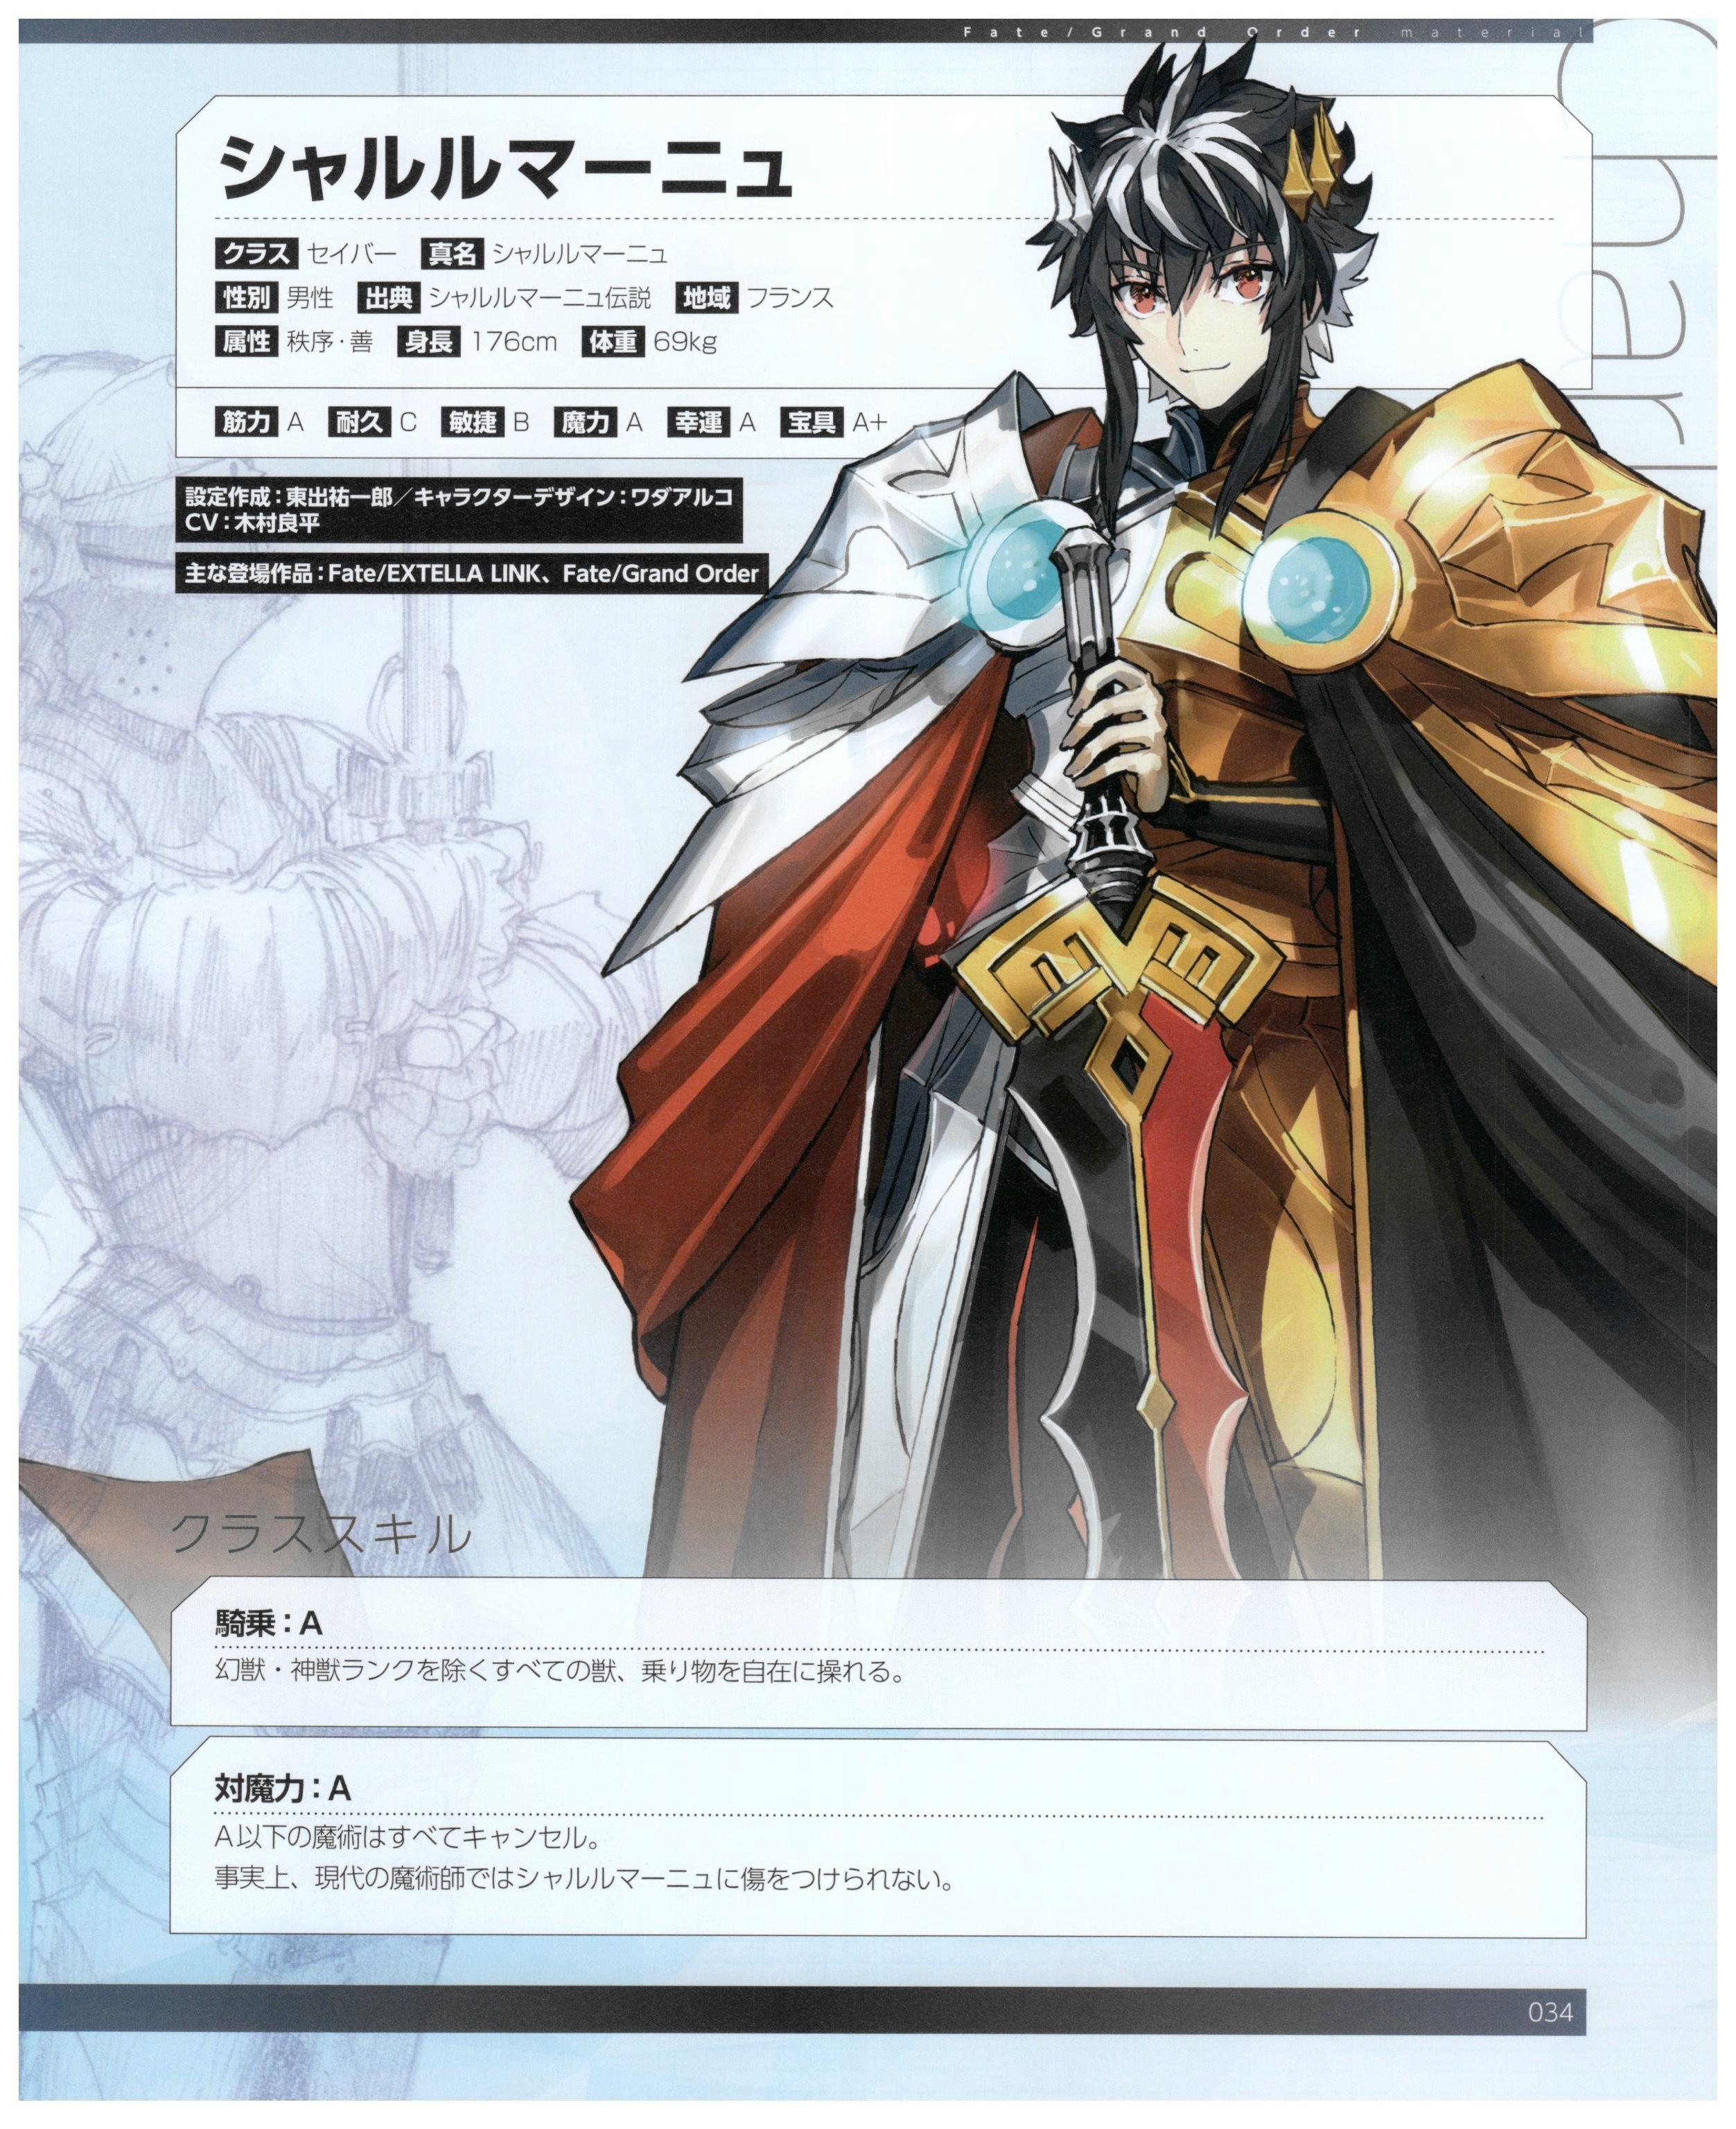 Fate/Grand Order material
シャルルマーニュ
クラス セイバー 真名 シャルルマーニュ
性別 男性 出典 シャルルマーニュ伝説 地域 フランス
属性 秩序・善 身長 176cm 体重 69kg
筋力 A 耐久 C 敏捷 B 魔力 A 幸運 A 宝具 A+
設定作成：東出祐一郎／キャラクターデザイン：ワダアルコ
CV：木村良平
主な登場作品：Fate/EXTELLA LINK、Fate/Grand Order
Charl
クラススキル
騎乗：A
幻獣・神獣ランクを除くすべての獣、乗り物を自在に操れる。
対魔力：A
A以下の魔術はすべてキャンセル。
事実上、現代の魔術師ではシャルルマーニュに傷をつけられない。
034